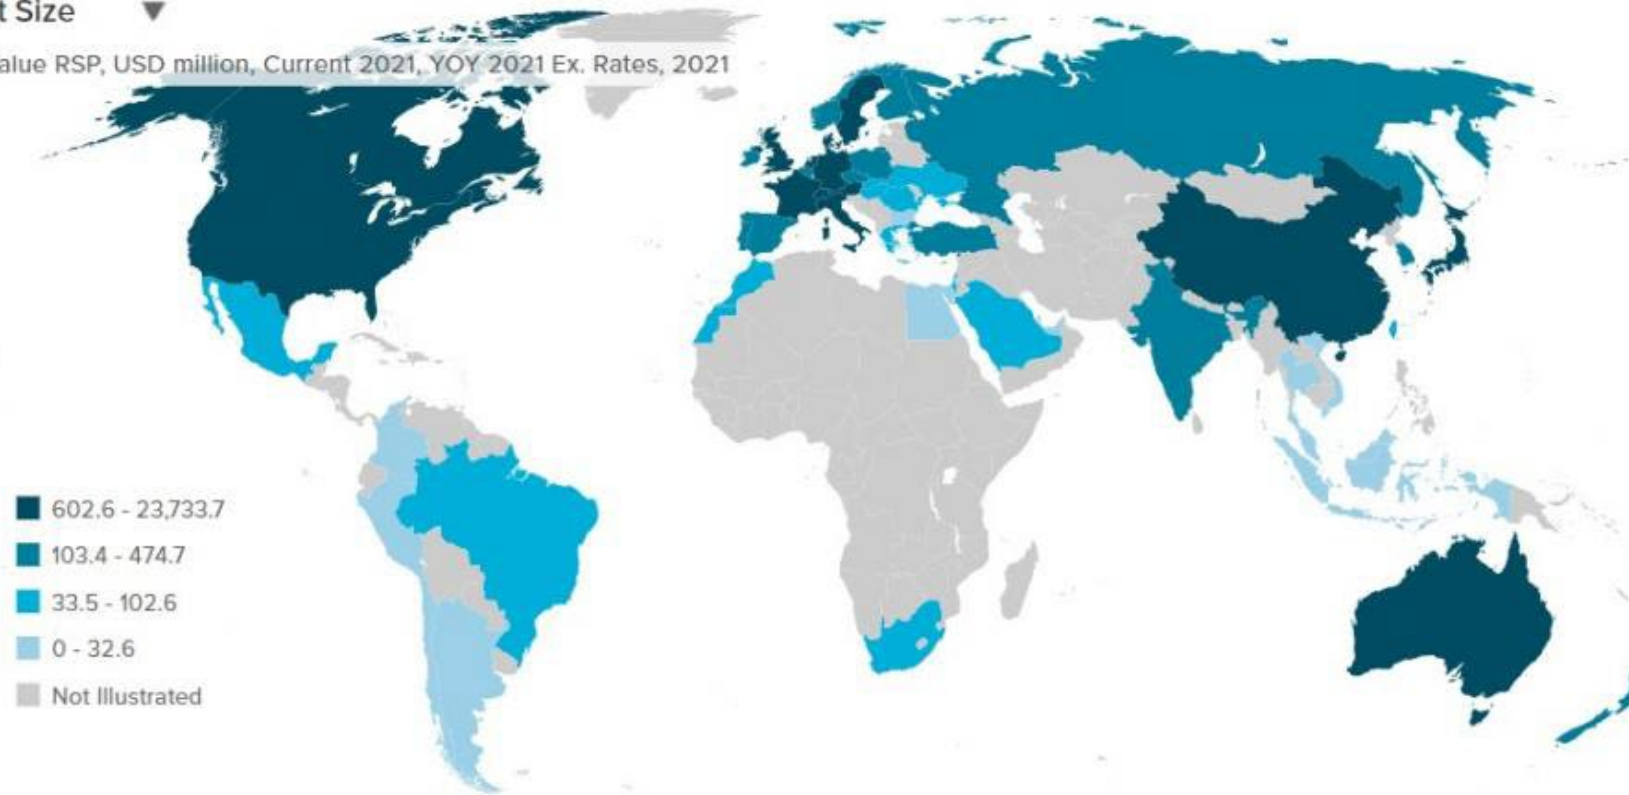 t Size
alue RSP, USD million, Current 2021, YOY 2021 Ex. Rates, 2021
602.6 - 23,733.7
103.4 - 474.7
33.5 - 102.6
0 - 32.6
Not Illustrated